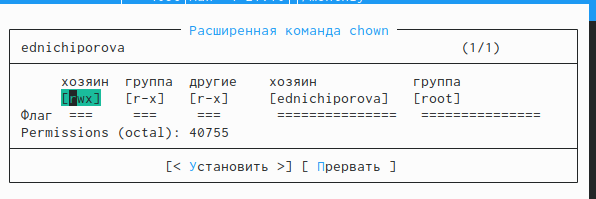 Расширенная команда chown
ednichiporova (1/1)
хозяин группа другие хозяин группа
[rwx] [r-x] [r-x] [ednichiporova] [root]
Флаг === === === =============== ===============
Permissions (octal): 40755
[< Установить >] [ Прервать ]